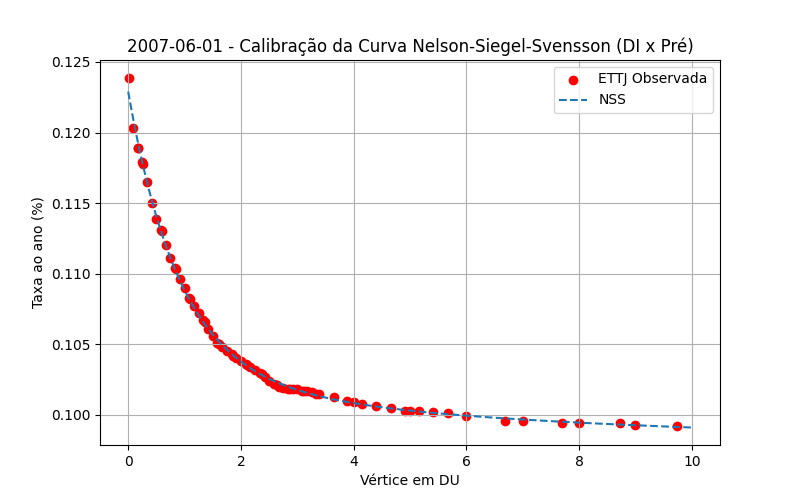 2007-06-01 - Calibração da Curva Nelson-Siegel-Svensson (DI x Pré)
ETTJ Observada
NSS
Taxa ao ano (%)
0.125
0.120
0.115
0.110
0.105
0.100
0
2
4
6
8
10
Vértice em DU